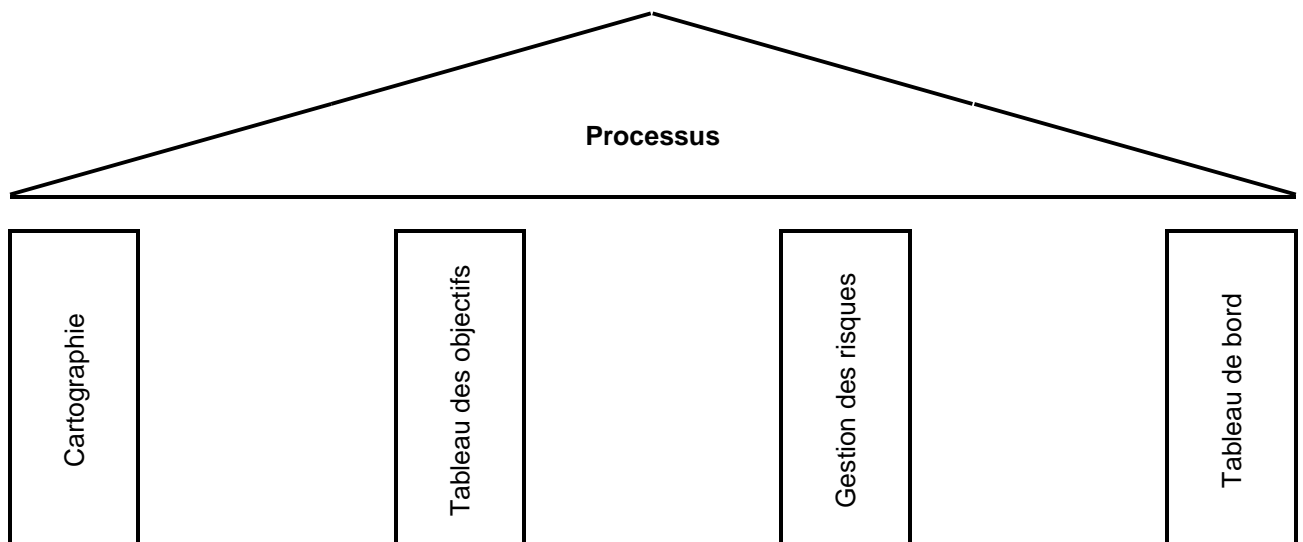 Processus
Cartographie
Tableau des objectifs
Gestion des risques
Tableau de bord